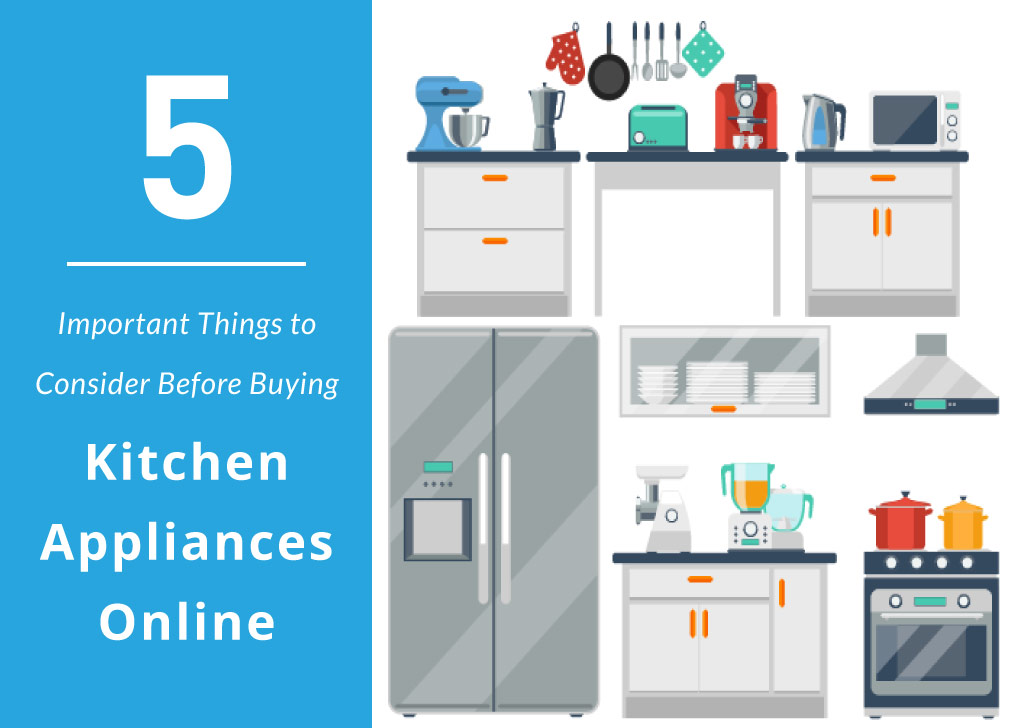 5
Important Things to
Consider Before Buying
Kitchen
Appliances
Online